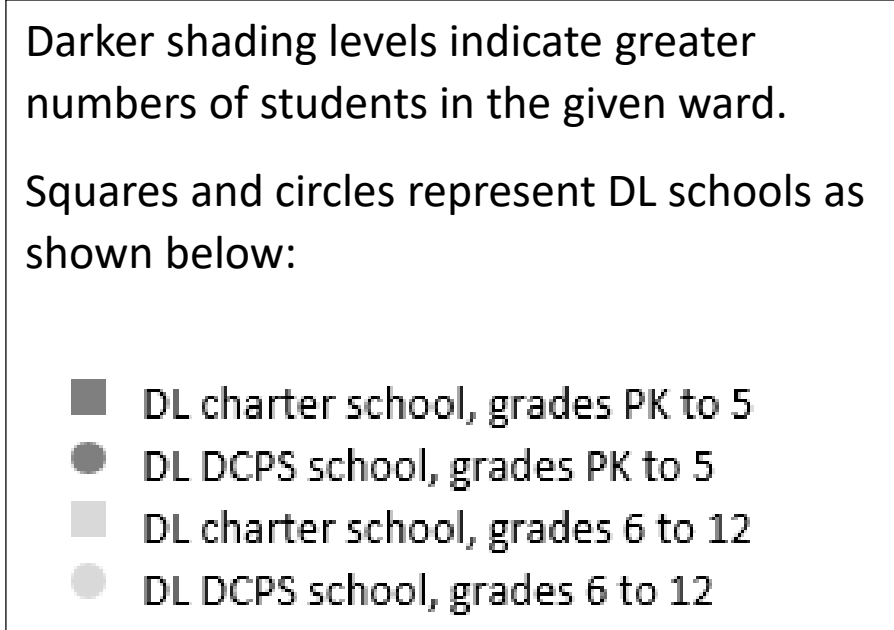 Darker shading levels indicate greater
numbers of students in the given ward.
Squares and circles represent DL schools as
shown below:
DL charter school, grades PK to 5
DL DCPS school, grades PK to 5
DL charter school, grades 6 to 12
DL DCPS school, grades 6 to 12